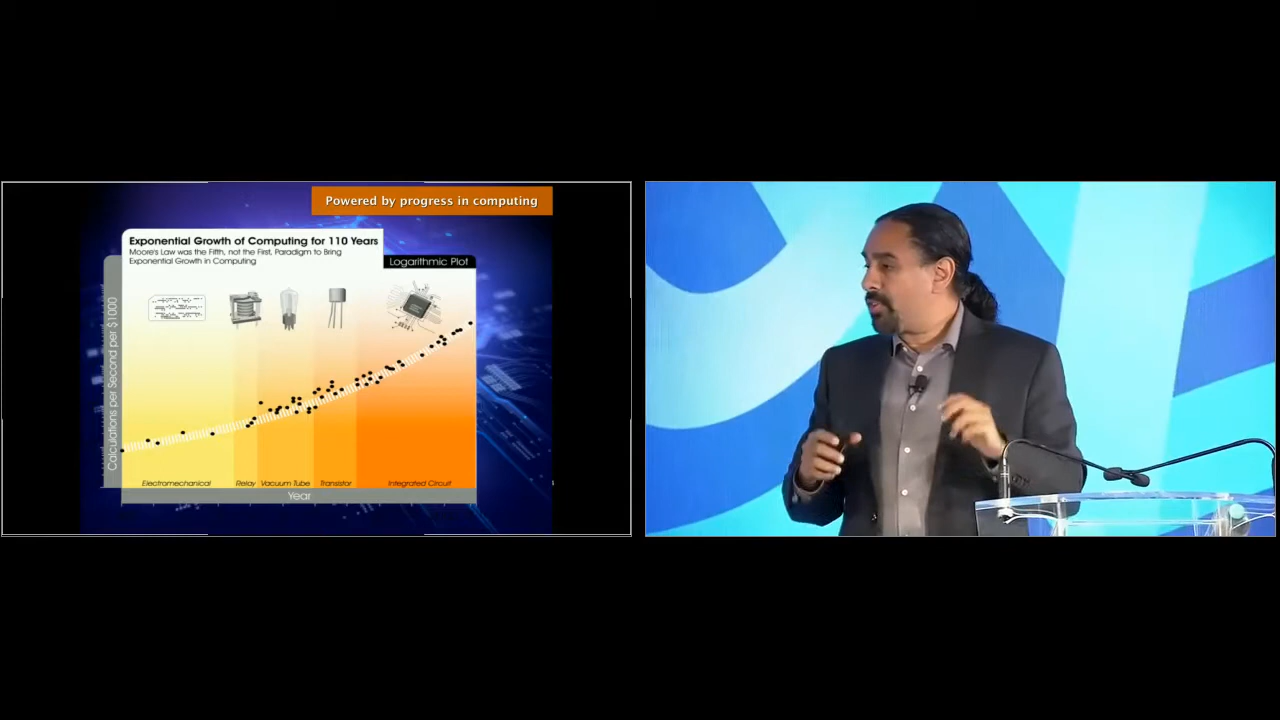 Powered by progress in computing
Exponential Growth of Computing for 110 Years
Moore's Law was the Fifth, not the First, Paradigm to Bring
Exponential Growth in Computing
Logarithmic Plot
Calculations per Second per $1000
Electromechanical
Relay
Vacuum Tube
Transistor
Integrated Circuit
Year